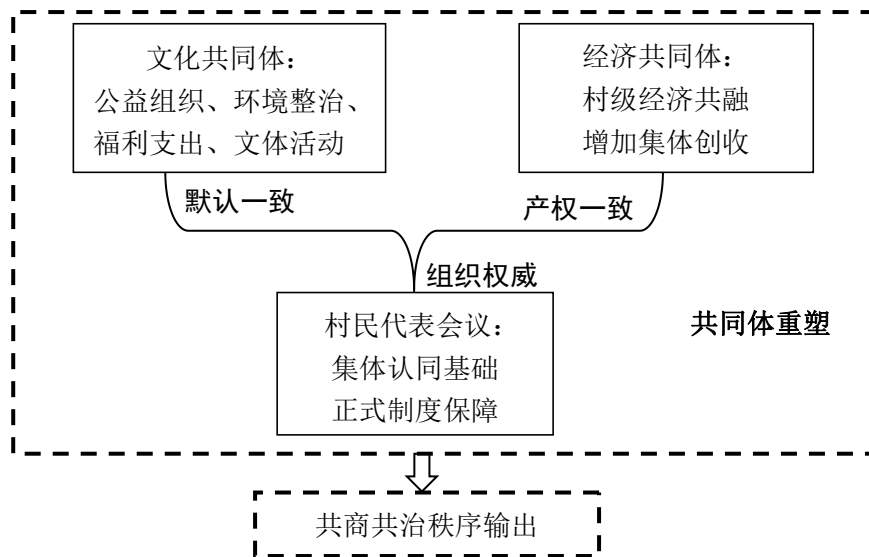 文化共同体：
公益组织、环境整治、
福利支出、文体活动
经济共同体：
村级经济共融
增加集体创收
默认一致
产权一致
组织权威
村民代表会议：
集体认同基础
正式制度保障
共同体重塑
共商共治秩序输出